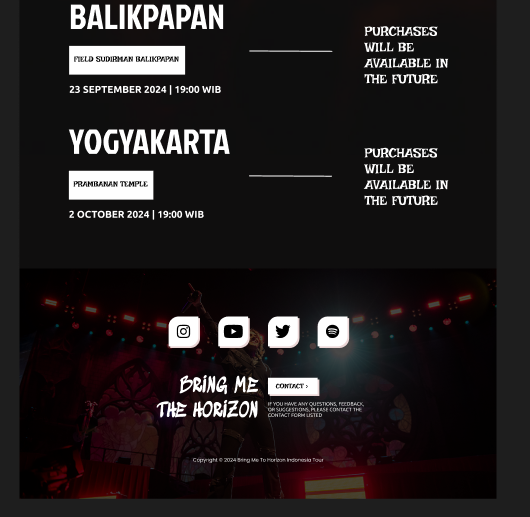 BALIKPAPAN
FIELD SUDIRMAN BALIKPAPAN
23 SEPTEMBER 2024 | 19:00 WIB
PURCHASES
WILL BE
AVAILABLE IN
THE FUTURE
YOGYAKARTA
PRAMBANAN TEMPLE
2 OCTOBER 2024 | 19:00 WIB
PURCHASES
WILL BE
AVAILABLE IN
THE FUTURE
BRING ME
THE HORIZON
CONTACT >
IF YOU HAVE ANY QUESTIONS, FEEDBACK,
OR SUGGESTIONS, PLEASE CONTACT THE
CONTACT FORM LISTED
Copyright © 2024 Bring Me To Horizon Indonesia Tour